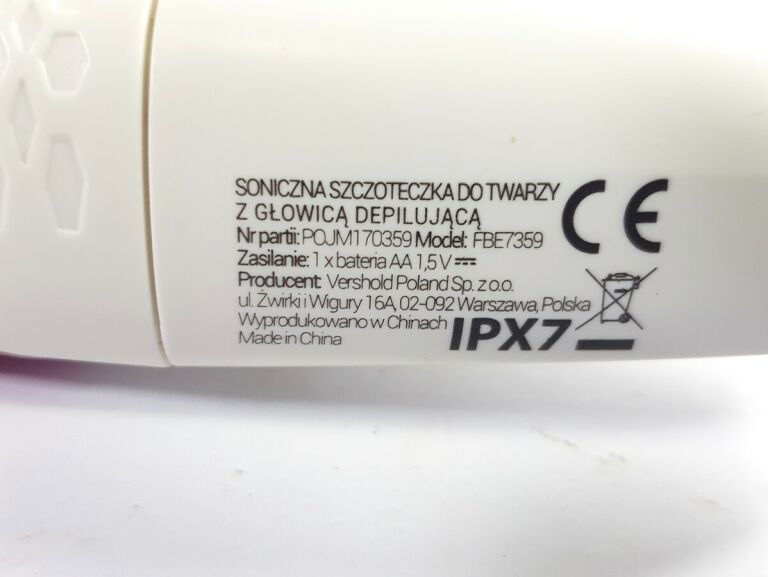 SONICZNA SZCZOTECZKA DO TWARZY
Z GŁOWICĄ DEPILUJĄCĄ
Nr partii: POJM170359 Model: FBE7359
Zasilanie: 1 x bateria AA 1,5 V
Producent: Vershold Poland Sp. z o.o.
ul. Żwirki i Wigury 16A, 02-092 Warszawa, Polska
Wyprodukowano w Chinach
Made in China
IPX7
CE